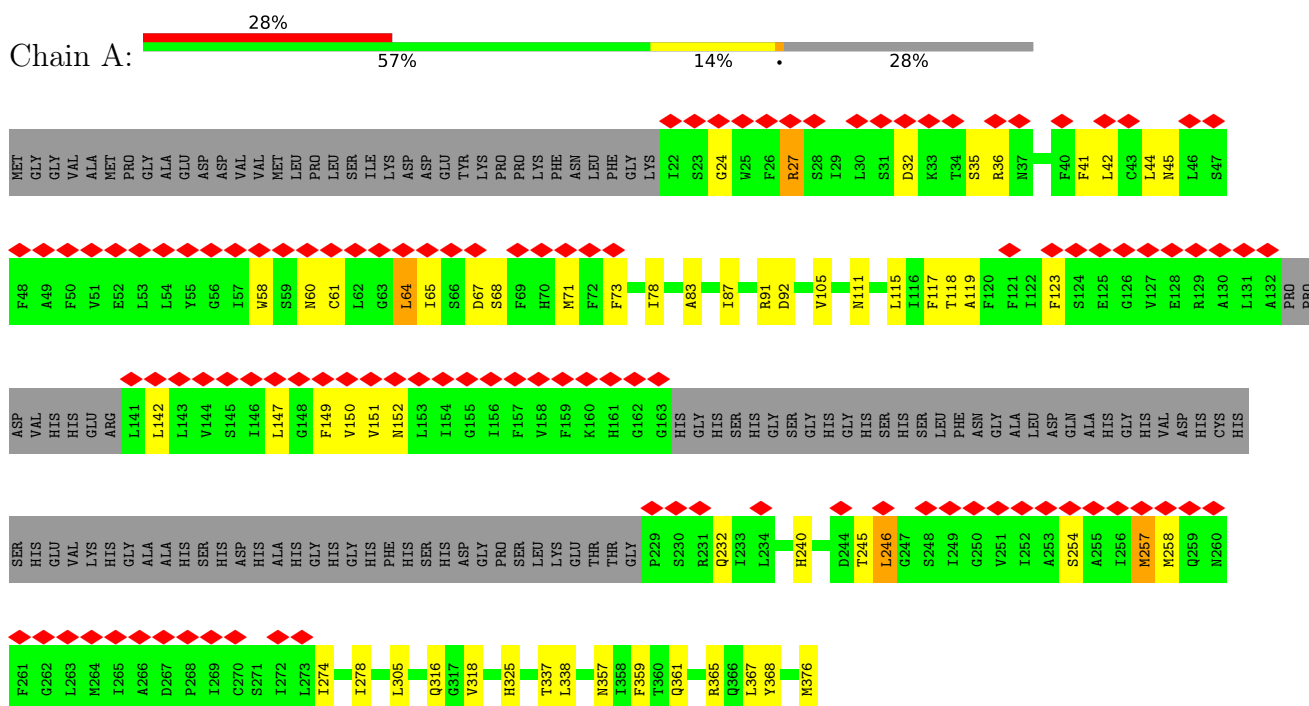 28%
Chain A:
57% 14% • 28%
MET GLY GLY VAL ALA MET PRO GLY ALA GLU ASP ASP VAL VAL MET LEU PRO LEU SER ILE LYS ASP ASP GLU TYR LYS PRO PRO LYS PHE ASN LEU PHE GLY LYS I22 S23 G24 W25 F26 R27 S28 I29 L30 S31 D32 K33 T34 S35 R36 N37 F40 F41 L42 C43 L44 N45 L46 S47
F48 A49 F50 V51 E52 L53 L54 Y55 G56 I57 W58 S59 N60 C61 L62 G63 L64 I65 S66 D67 S68 F69 H70 M71 F72 F73 I78 A83 I87 R91 D92 V105 N111 L115 I116 F117 T118 A119 F120 F121 I122 F123 S124 E125 G126 V127 E128 R129 A130 L131 A132 PRO PRO
ASP VAL HIS HIS GLU ARG L141 L142 L143 V144 S145 I146 L147 G148 F149 V150 V151 N152 L153 I154 G155 I156 F157 V158 F159 K160 H161 G162 G163 HIS GLY HIS SER HIS GLY SER GLY HIS GLY HIS SER HIS SER LEU PHE ASN GLY ALA LEU ASP GLN ALA HIS GLY HIS VAL ASP HIS CYS HIS
SER HIS GLU VAL LYS HIS GLY ALA ALA HIS SER HIS ASP HIS ALA HIS GLY HIS GLY HIS PHE HIS SER HIS ASP GLY PRO SER LEU LYS GLU THR THR GLY P229 S230 R231 Q232 I233 L234 H240 D244 T245 L246 G247 S248 I249 G250 V251 I252 A253 S254 A255 I256 M257 M258 Q259 N260
F261 G262 L263 M264 I265 A266 D267 P268 I269 C270 S271 I272 L273 I274 I278 L305 Q316 G317 V318 H325 T337 L338 N357 I358 F359 T360 Q361 R365 Q366 L367 Y368 M376